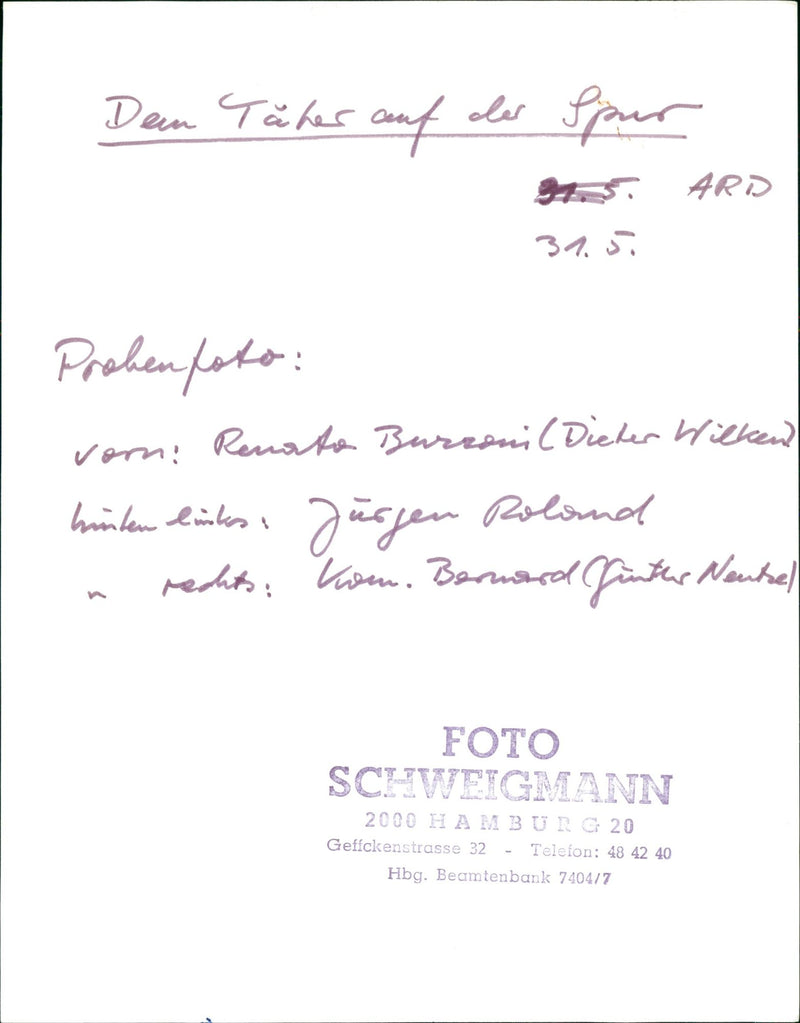 Dem Täter auf der Spur
31.5. ARD
31. 5.
Probenfoto:
vorn: Renato Burzoni (Dieter Wilken)
hinten links: Jürgen Roland
" rechts: Kom. Bernard (Günther Neutze)
FOTO
SCHWEIGMANN
2000 HAMBURG 20
Geffckenstrasse 32 - Telefon: 48 42 40
Hbg. Beamtenbank 7404/7